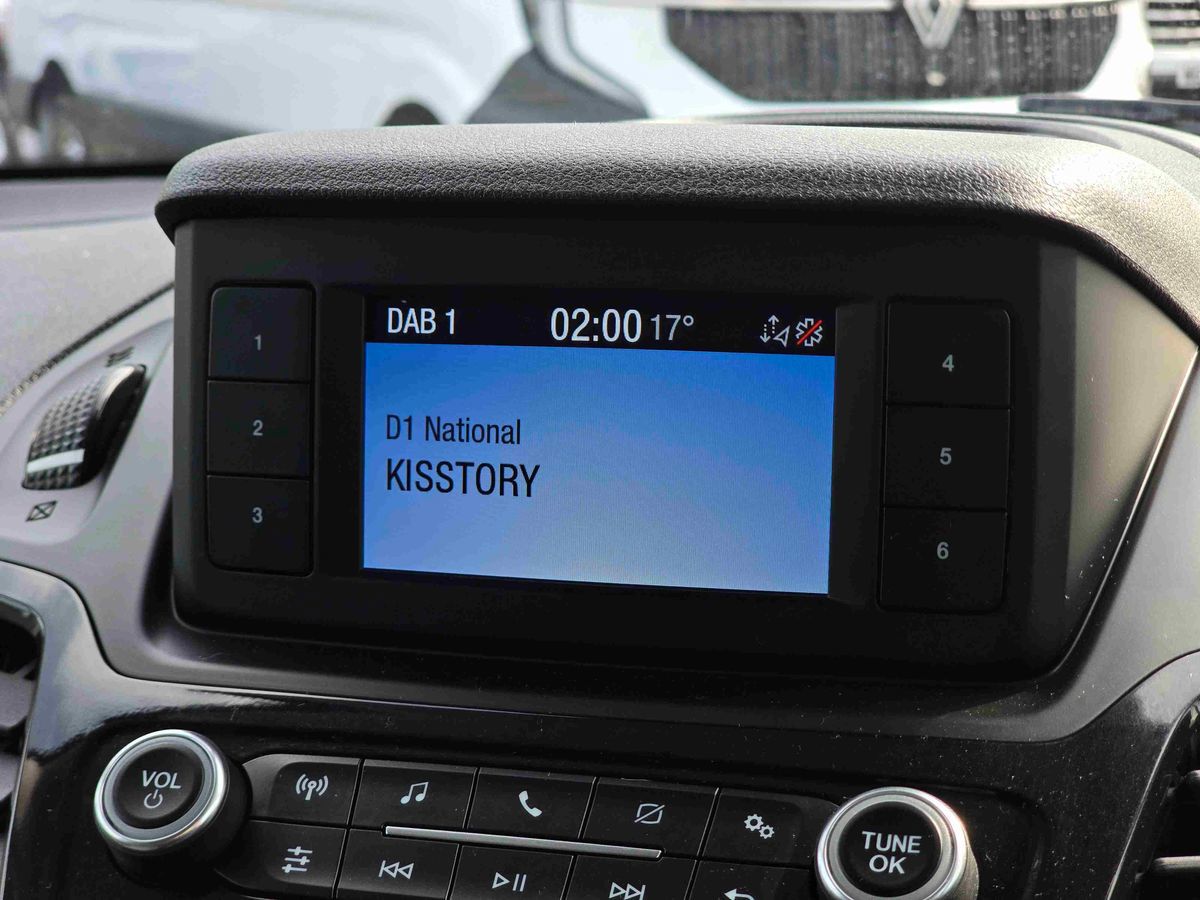 DAB 1 02:00 17°
D1 National
KISSTORY
1
2
3
4
5
6
VOL
TUNE
OK